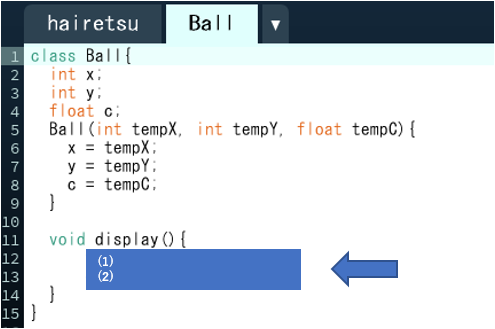 hairetsu Ball ▼
1 class Ball{
2 int x;
3 int y;
4 float c;
5 Ball(int tempX, int tempY, float tempC){
6 x = tempX;
7 y = tempY;
8 c = tempC;
9 }
10
11 void display(){
12 (1)
13 (2)
14 }
15 }